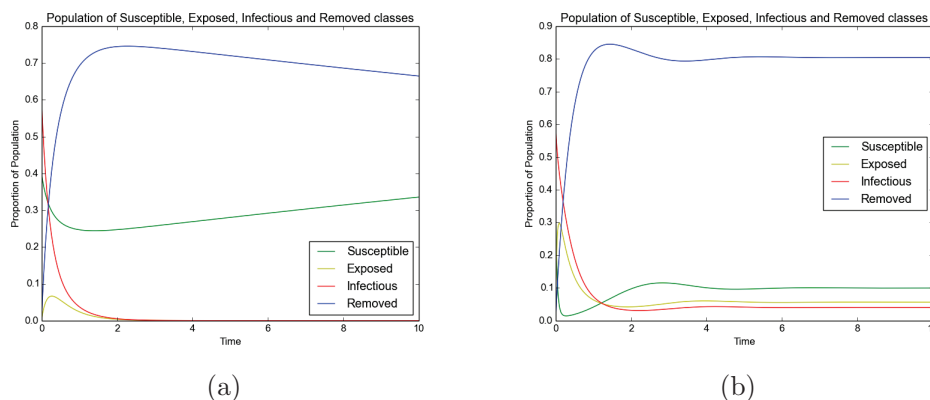 Population of Susceptible, Exposed, Infectious and Removed classes
Proportion of Population
0.8
0.7
0.6
0.5
0.4
0.3
0.2
0.1
0.0
0
2
4
6
8
10
Time
Susceptible
Exposed
Infectious
Removed
(a)
Population of Susceptible, Exposed, Infectious and Removed classes
Proportion of Population
0.9
0.8
0.7
0.6
0.5
0.4
0.3
0.2
0.1
0.0
0
2
4
6
8
Time
Susceptible
Exposed
Infectious
Removed
(b)